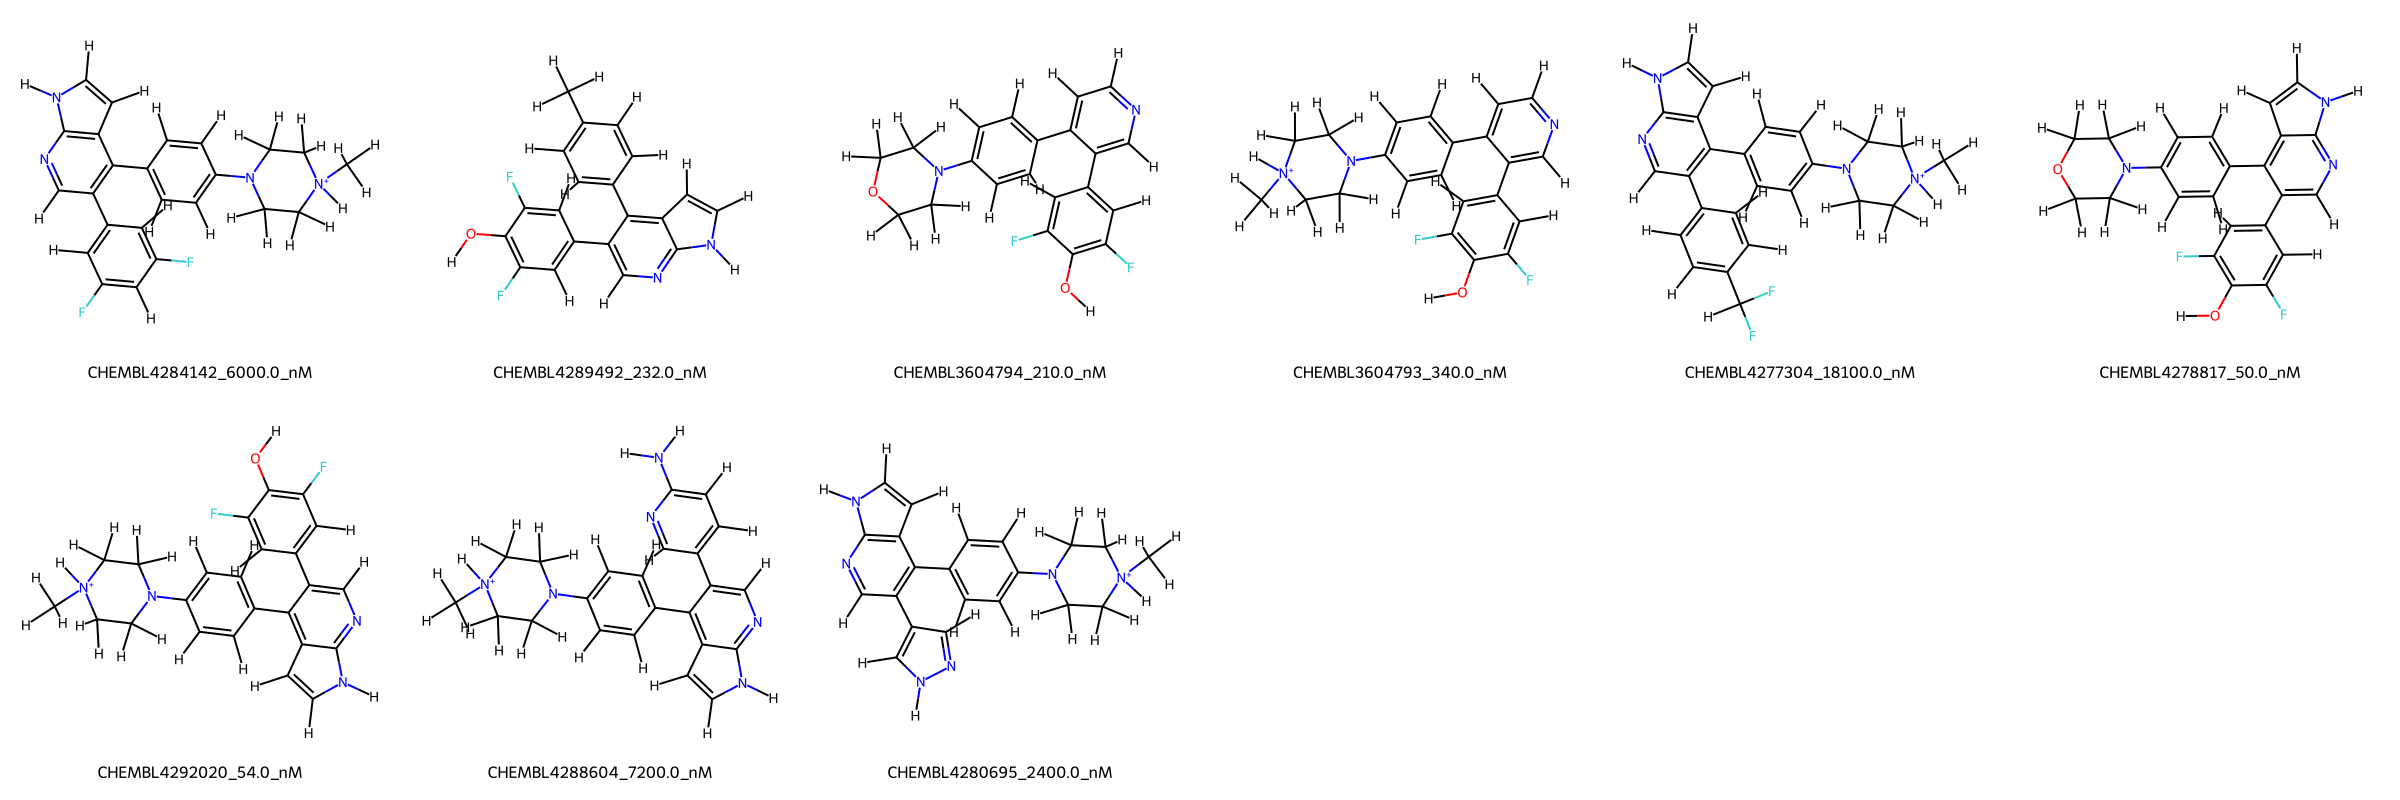 CHEMBL4284142_6000.0_nM
CHEMBL4289492_232.0_nM
CHEMBL3604794_210.0_nM
CHEMBL3604793_340.0_nM
CHEMBL4277304_18100.0_nM
CHEMBL4278817_50.0_nM
CHEMBL4292020_54.0_nM
CHEMBL4288604_7200.0_nM
CHEMBL4280695_2400.0_nM